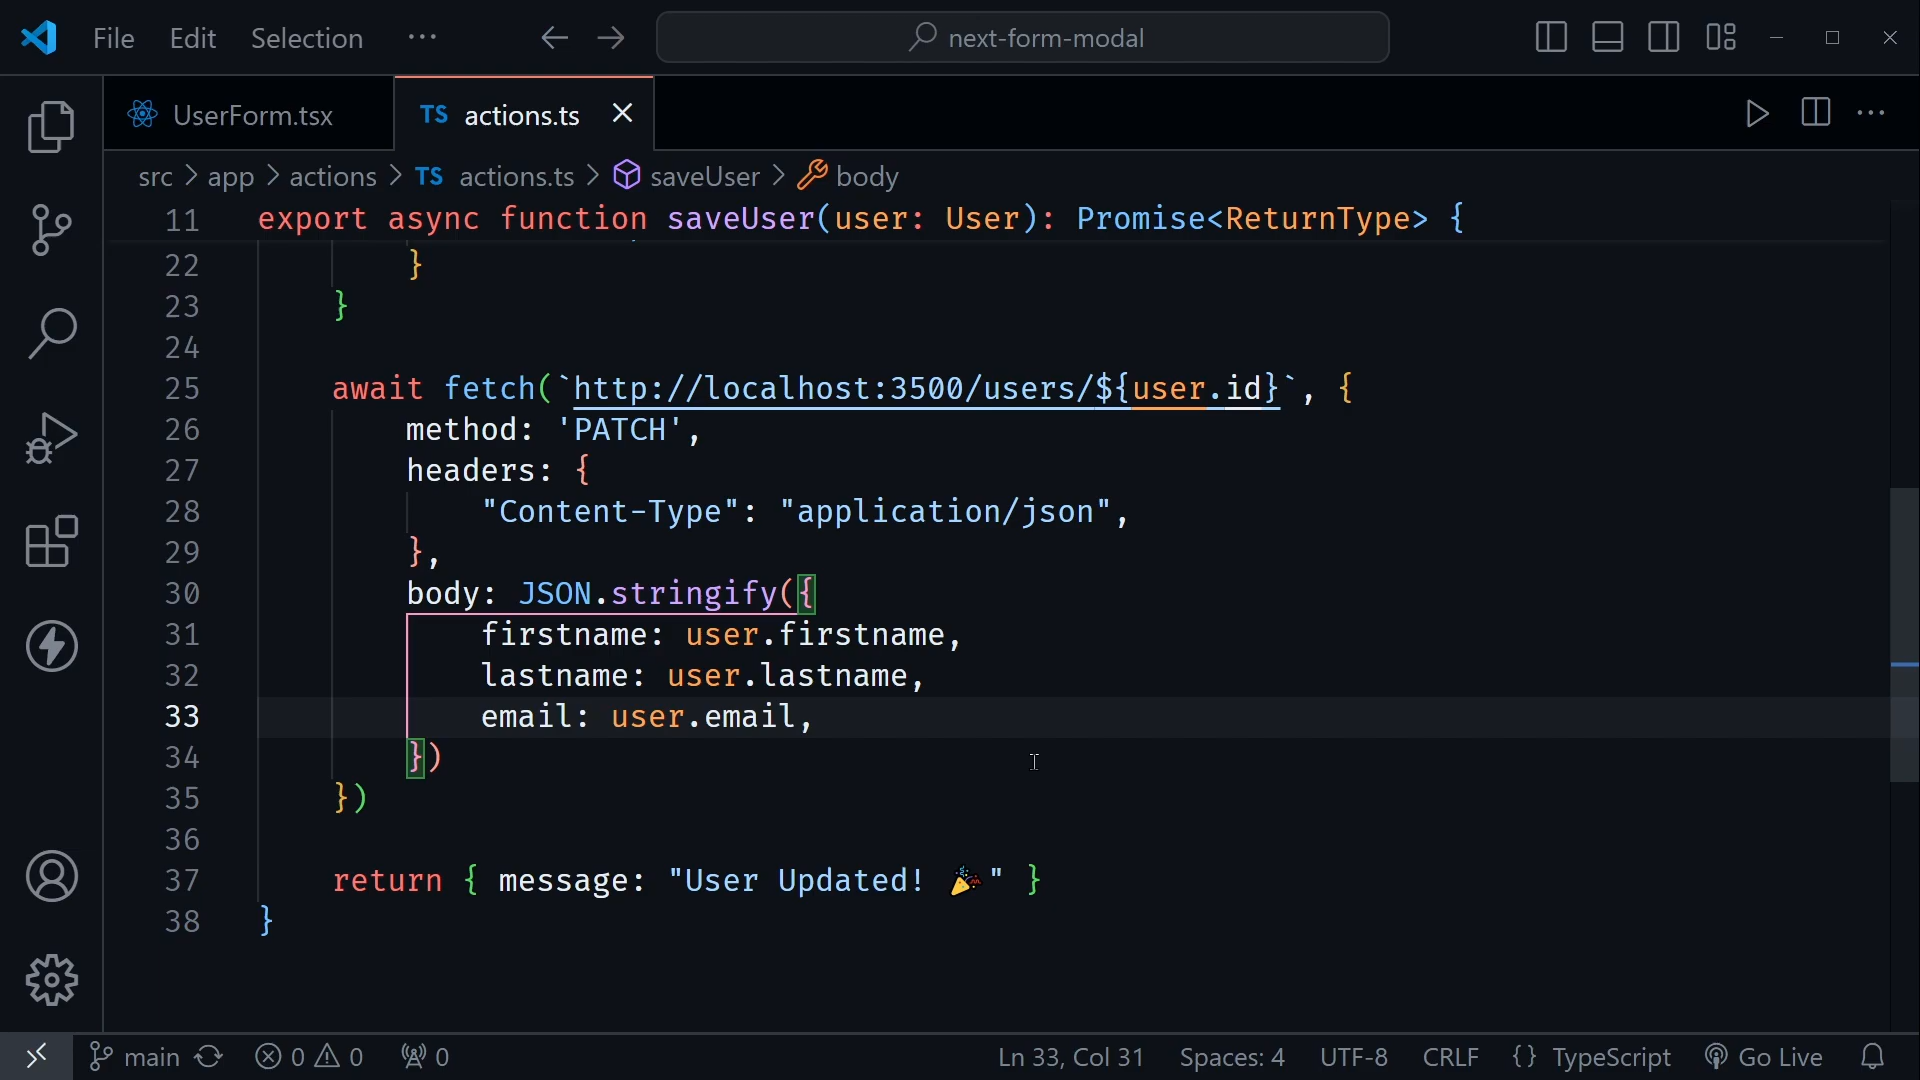 File Edit Selection ··· next-form-modal
UserForm.tsx
TS actions.ts
src > app > actions > TS actions.ts > saveUser > body
11 export async function saveUser(user: User): Promise<ReturnType> {
22 }
23 }
24
25 await fetch(`http://localhost:3500/users/${user.id}`, {
26 method: 'PATCH',
27 headers: {
28 "Content-Type": "application/json",
29 },
30 body: JSON.stringify({
31 firstname: user.firstname,
32 lastname: user.lastname,
33 email: user.email,
34 })
35 })
36
37 return { message: "User Updated! 🎉" }
38 }
main 0 0 0 Ln 33, Col 31 Spaces: 4 UTF-8 CRLF {} TypeScript Go Live